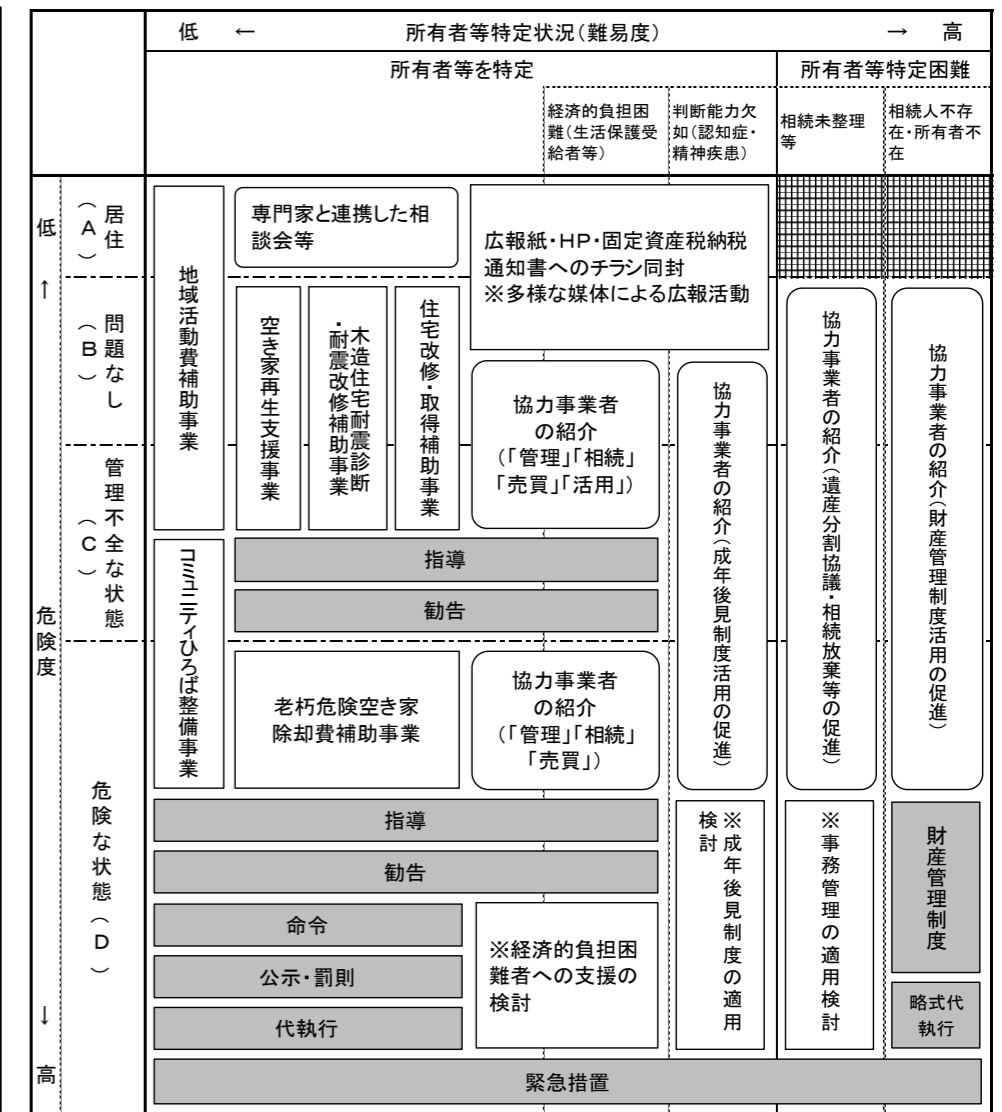 低 ← 所有者等特定状況（難易度） → 高
所有者等を特定
所有者等特定困難
経済的負担困
難（生活保護受
給者等）
判断能力欠
如（認知症・
精神疾患）
相続未整理
等
相続人不存
在・所有者不
在
低
↑
危険度
↓
高
居住
（A）
問題なし
（B）
管理不全な状態
（C）
危険な状態（D）
地域活動費補助事業
専門家と連携した相
談会等
広報紙・HP・固定資産税納税
通知書へのチラシ同封
※多様な媒体による広報活動
空き家再生支援事業
木造住宅耐震診断
・耐震改修補助事業
住宅改修・取得補助事業
協力事業者
の紹介
（「管理」「相続」
「売買」「活用」）
協力事業者の紹介（成年後見制度活用の促進）
協力事業者の紹介（遺産分割協議・相続放棄等の促進）
協力事業者の紹介（財産管理制度活用の促進）
コミュニティひろば整備事業
指導
勧告
老朽危険空き家
除却費補助事業
協力事業者
の紹介
（「管理」「相続」
「売買」）
指導
勧告
命令
公示・罰則
代執行
※経済的負担困
難者への支援の
検討
※成年後見制度の適用
検討
※事務管理の適用検討
財産管理制度
略式代
執行
緊急措置